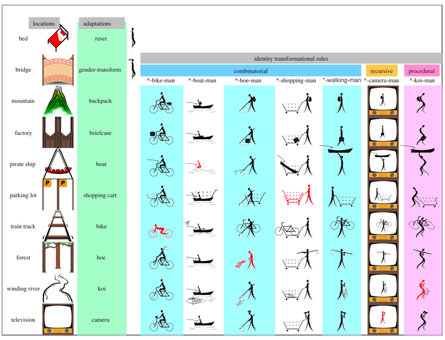 locations adaptations
bed reset
identity transformational rules
bridge gender-transform combinatorial recursive procedural
*-bike-man *-boat-man *-hoe-man *-shopping-man *-walking-man *-camera-man *-koi-man
mountain backpack
factory briefcase
pirate ship boat
parking lot shopping cart
P P
train track bike
forest hoe
winding river koi
television camera